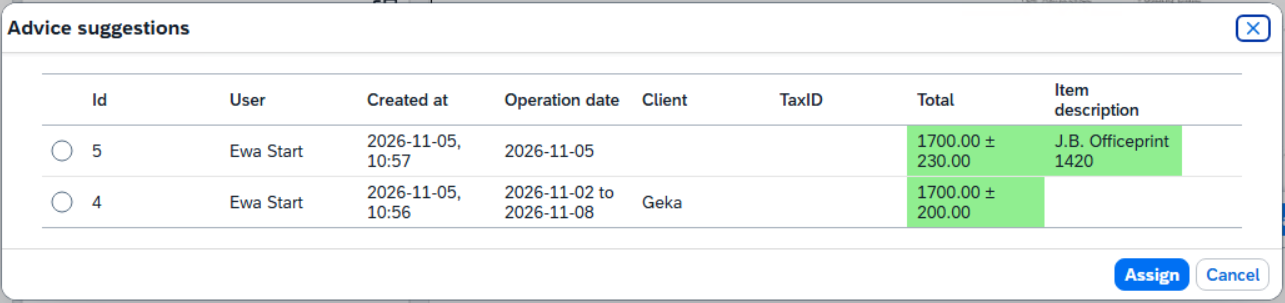 Advice suggestions
Id User Created at Operation date Client TaxID Total Item description
5 Ewa Start 2026-11-05, 10:57 2026-11-05 1700.00 ± 230.00 J.B. Officeprint 1420
4 Ewa Start 2026-11-05, 10:56 2026-11-02 to 2026-11-08 Geka 1700.00 ± 200.00
Assign Cancel